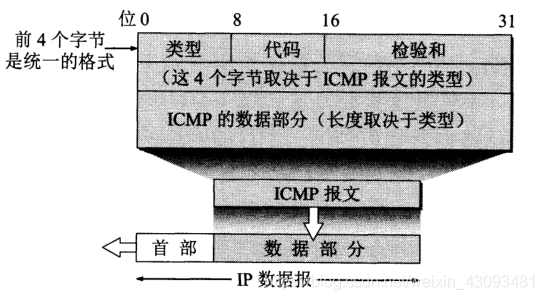 位 0 8 16 31
前 4 个字节
是统一的格式
类型 代码 检验和
（这 4 个字节取决于 ICMP 报文的类型）
ICMP 的数据部分（长度取决于类型）
ICMP 报文
首 部 数 据 部 分
IP 数据报
blog.csdn.net/weixin_43093481